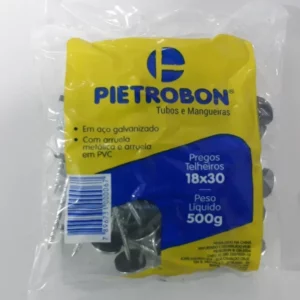 PIETROBON
Tubos e Mangueiras
• Em aço galvanizado
• Com arruela
metálica e arruela
em PVC
Pregos
Telheiros
18x30
Peso
Líquido
500g